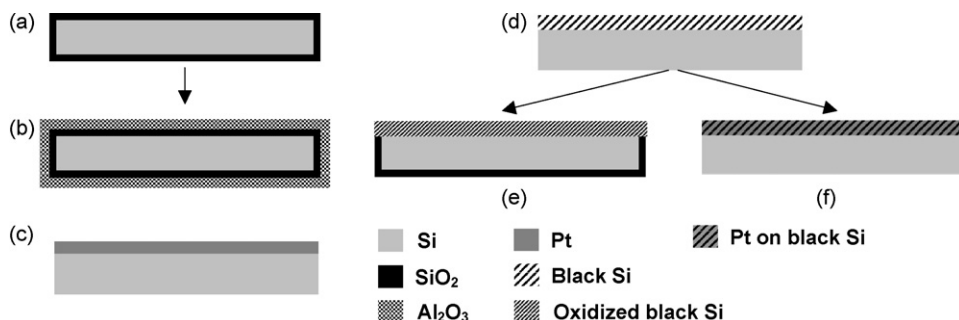 (a)
(b)
(c)
(d)
(e)
(f)
Si
Pt
Pt on black Si
SiO₂
Black Si
Al₂O₃
Oxidized black Si